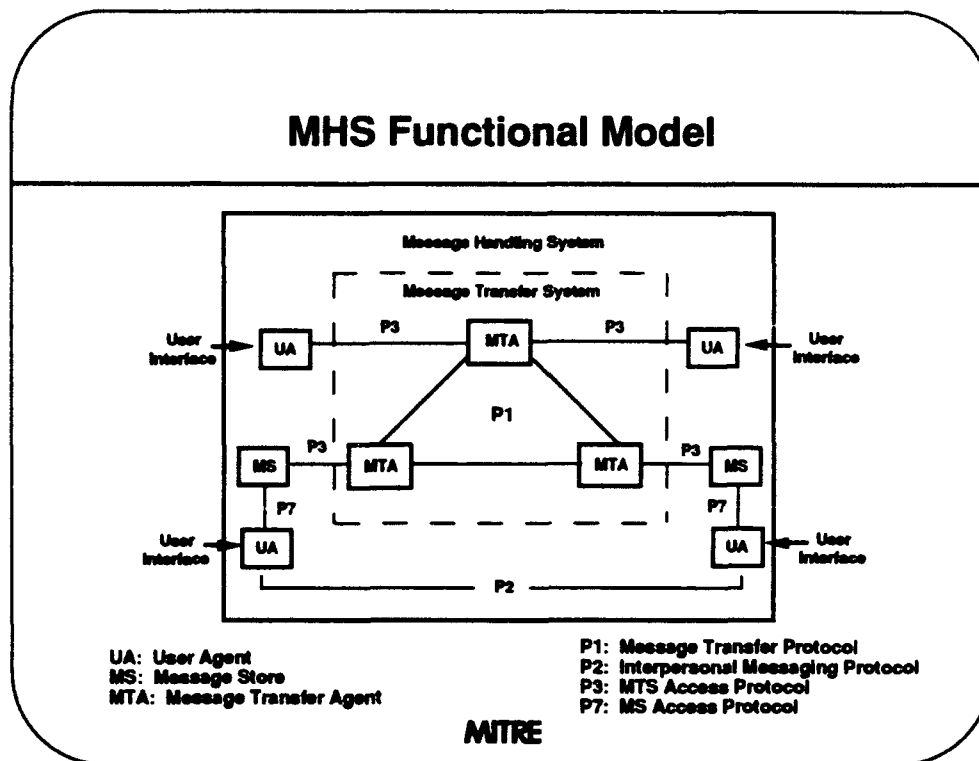 MHS Functional Model
Message Handling System
Message Transfer System
User
Interface
UA
P3
MTA
P3
UA
User
Interface
P1
MS
P3
MTA
MTA
P3
MS
P7
P7
User
Interface
UA
UA
User
Interface
P2
UA: User Agent
MS: Message Store
MTA: Message Transfer Agent
P1: Message Transfer Protocol
P2: Interpersonal Messaging Protocol
P3: MTS Access Protocol
P7: MS Access Protocol
MITRE